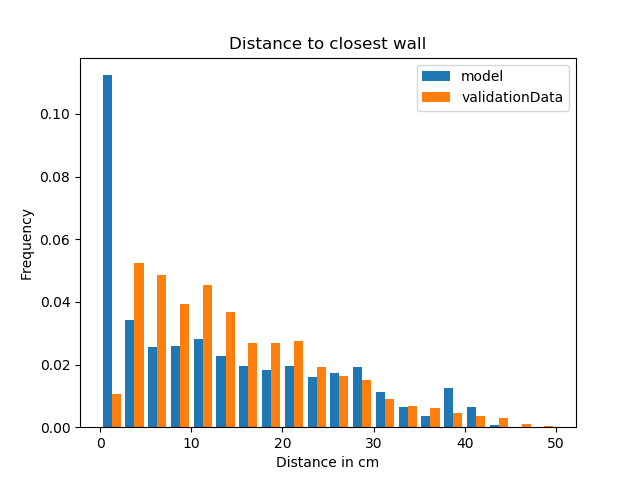 Distance to closest wall
model
validationData
0.10
0.08
0.06
0.04
0.02
0.00
Frequency
0 10 20 30 40 50
Distance in cm